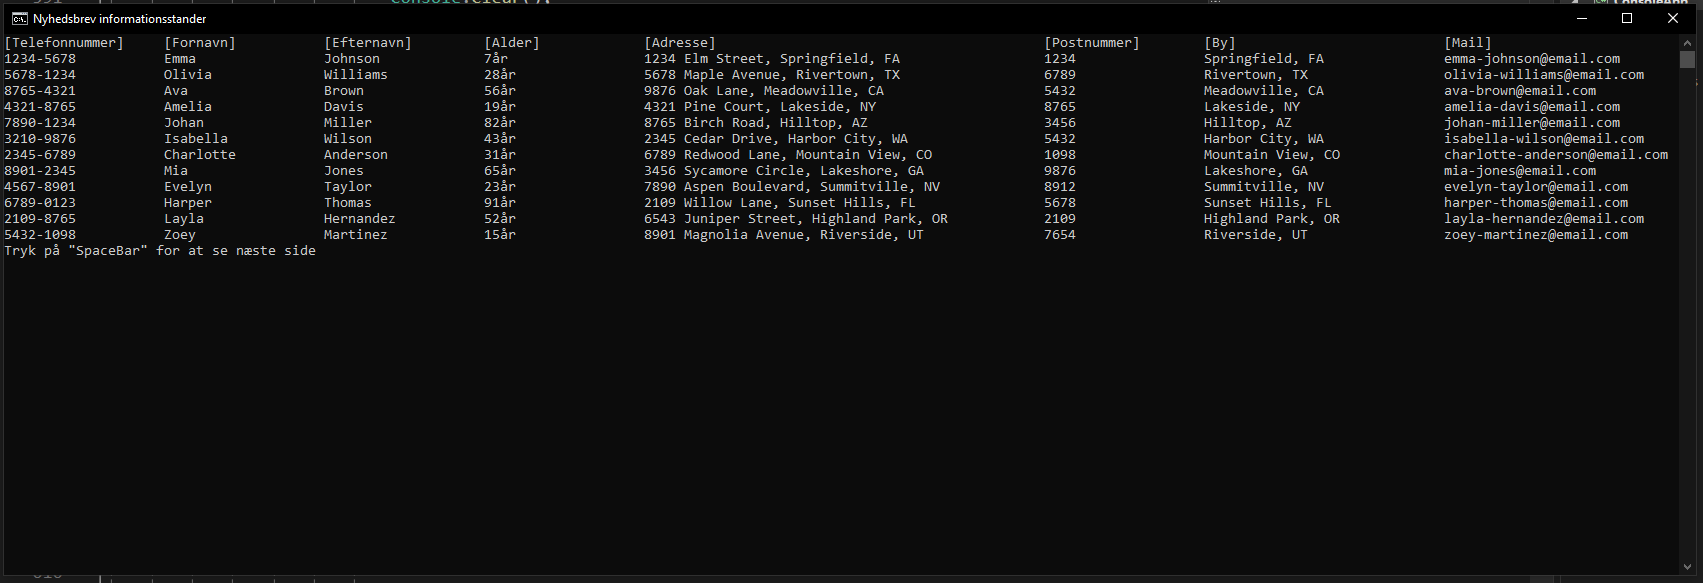 Console.Clear();
Nyhedsbrev informationsstander
[Telefonnummer] [Fornavn] [Efternavn] [Alder] [Adresse] [Postnummer] [By] [Mail]
1234-5678 Emma Johnson 7år 1234 Elm Street, Springfield, FA 1234 Springfield, FA emma-johnson@email.com
5678-1234 Olivia Williams 28år 5678 Maple Avenue, Rivertown, TX 6789 Rivertown, TX olivia-williams@email.com
8765-4321 Ava Brown 56år 9876 Oak Lane, Meadowville, CA 5432 Meadowville, CA ava-brown@email.com
4321-8765 Amelia Davis 19år 4321 Pine Court, Lakeside, NY 8765 Lakeside, NY amelia-davis@email.com
7890-1234 Johan Miller 82år 8765 Birch Road, Hilltop, AZ 3456 Hilltop, AZ johan-miller@email.com
3210-9876 Isabella Wilson 43år 2345 Cedar Drive, Harbor City, WA 5432 Harbor City, WA isabella-wilson@email.com
2345-6789 Charlotte Anderson 31år 6789 Redwood Lane, Mountain View, CO 1098 Mountain View, CO charlotte-anderson@email.com
8901-2345 Mia Jones 65år 3456 Sycamore Circle, Lakeshore, GA 9876 Lakeshore, GA mia-jones@email.com
4567-8901 Evelyn Taylor 23år 7890 Aspen Boulevard, Summitville, NV 8912 Summitville, NV evelyn-taylor@email.com
6789-0123 Harper Thomas 91år 2109 Willow Lane, Sunset Hills, FL 5678 Sunset Hills, FL harper-thomas@email.com
2109-8765 Layla Hernandez 52år 6543 Juniper Street, Highland Park, OR 2109 Highland Park, OR layla-hernandez@email.com
5432-1098 Zoey Martinez 15år 8901 Magnolia Avenue, Riverside, UT 7654 Riverside, UT zoey-martinez@email.com
Tryk på "SpaceBar" for at se næste side